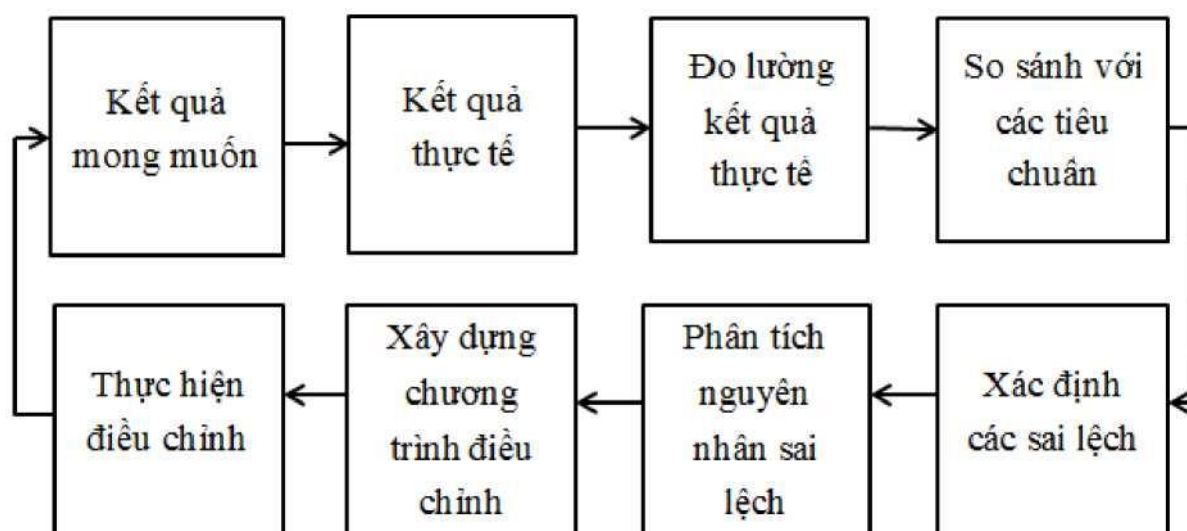 Kết quả
mong muốn
Kết quả
thực tế
Đo lường
kết quả
thực tế
So sánh với
các tiêu
chuẩn
Thực hiện
điều chỉnh
Xây dựng
chương
trình điều
chỉnh
Phân tích
nguyên
nhân sai
lệch
Xác định
các sai lệch